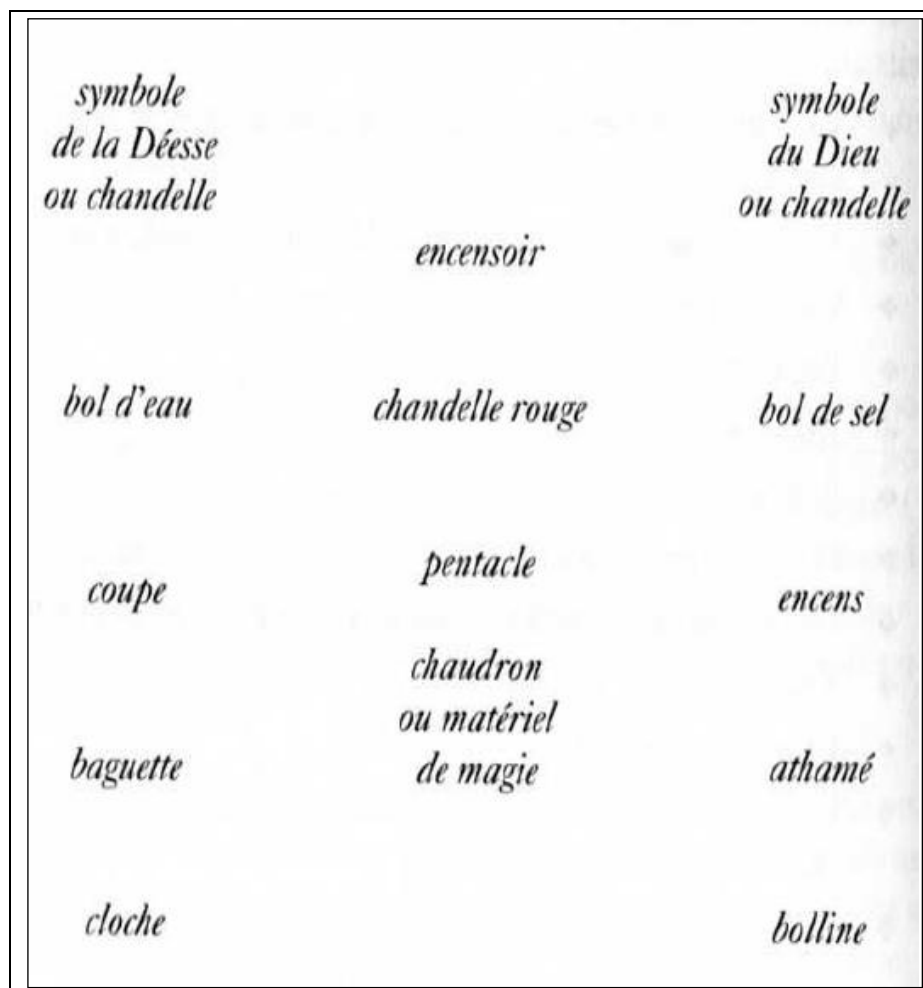 symbole
de la Déesse
ou chandelle
symbole
du Dieu
ou chandelle
encensoir
bol d'eau
chandelle rouge
bol de sel
coupe
pentacle
encens
chaudron
ou matériel
de magie
baguette
athamé
cloche
bolline